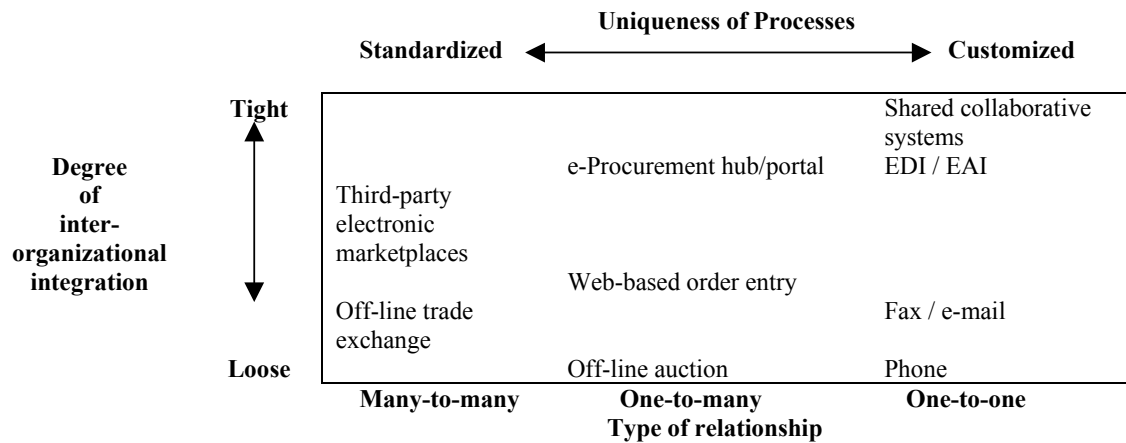 Uniqueness of Processes
Standardized Customized
Tight
Shared collaborative
systems
Degree
of
inter-
organizational
integration
e-Procurement hub/portal EDI / EAI
Third-party
electronic
marketplaces
Web-based order entry
Off-line trade
exchange
Fax / e-mail
Loose
Off-line auction Phone
Many-to-many One-to-many One-to-one
Type of relationship